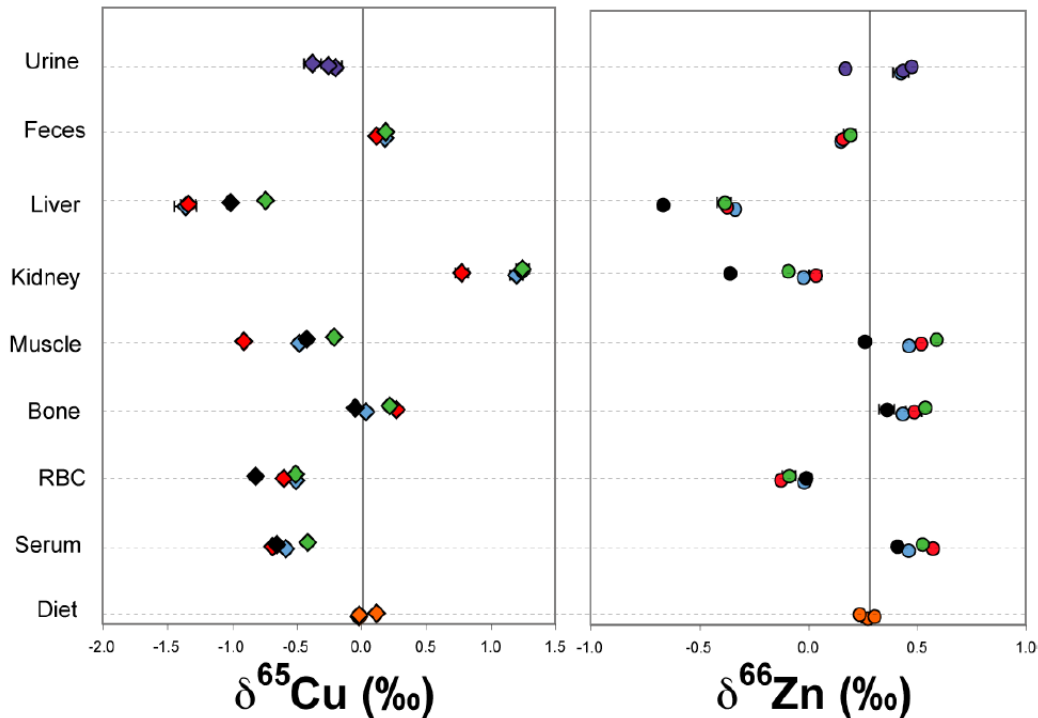 Urine
Feces
Liver
Kidney
Muscle
Bone
RBC
Serum
Diet
-2.0 -1.5 -1.0 -0.5 0.0 0.5 1.0 1.5
-1.0 -0.5 0.0 0.5 1.0
δ⁶⁵Cu (‰)
δ⁶⁶Zn (‰)